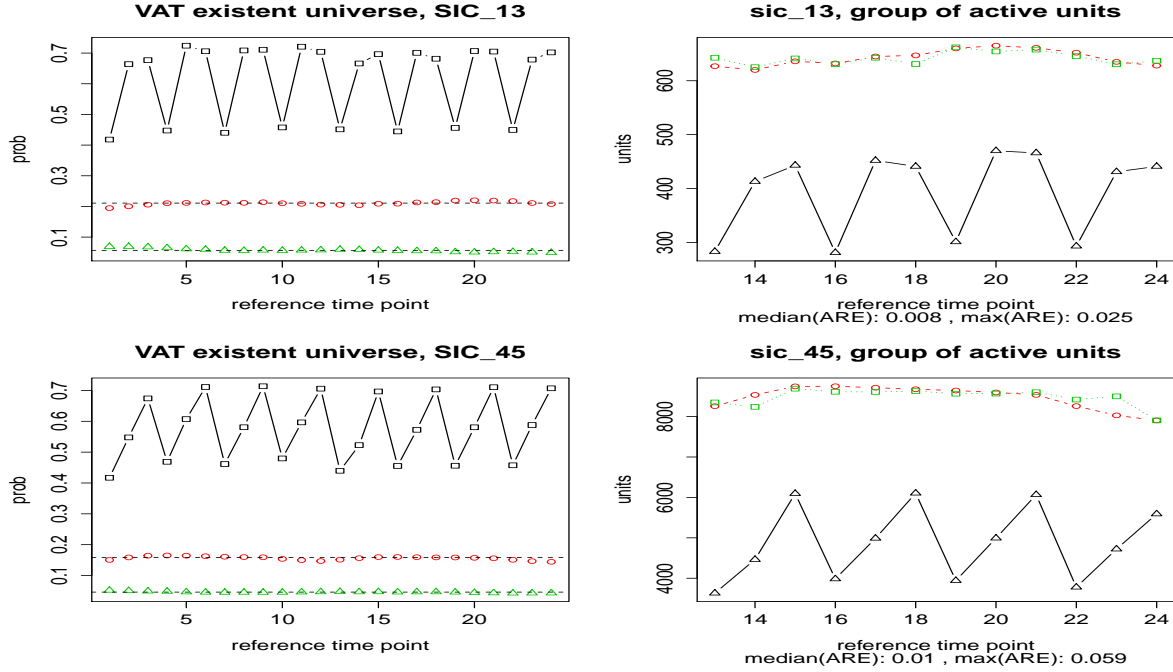 VAT existent universe, SIC_13
prob
0.1 0.3 0.5 0.7
5 10 15 20
reference time point
sic_13, group of active units
units
300 400 500 600
14 16 18 20 22 24
reference time point
median(ARE): 0.008 , max(ARE): 0.025
VAT existent universe, SIC_45
prob
0.1 0.2 0.3 0.4 0.5 0.6 0.7
5 10 15 20
reference time point
sic_45, group of active units
units
4000 6000 8000
14 16 18 20 22 24
reference time point
median(ARE): 0.01 , max(ARE): 0.059